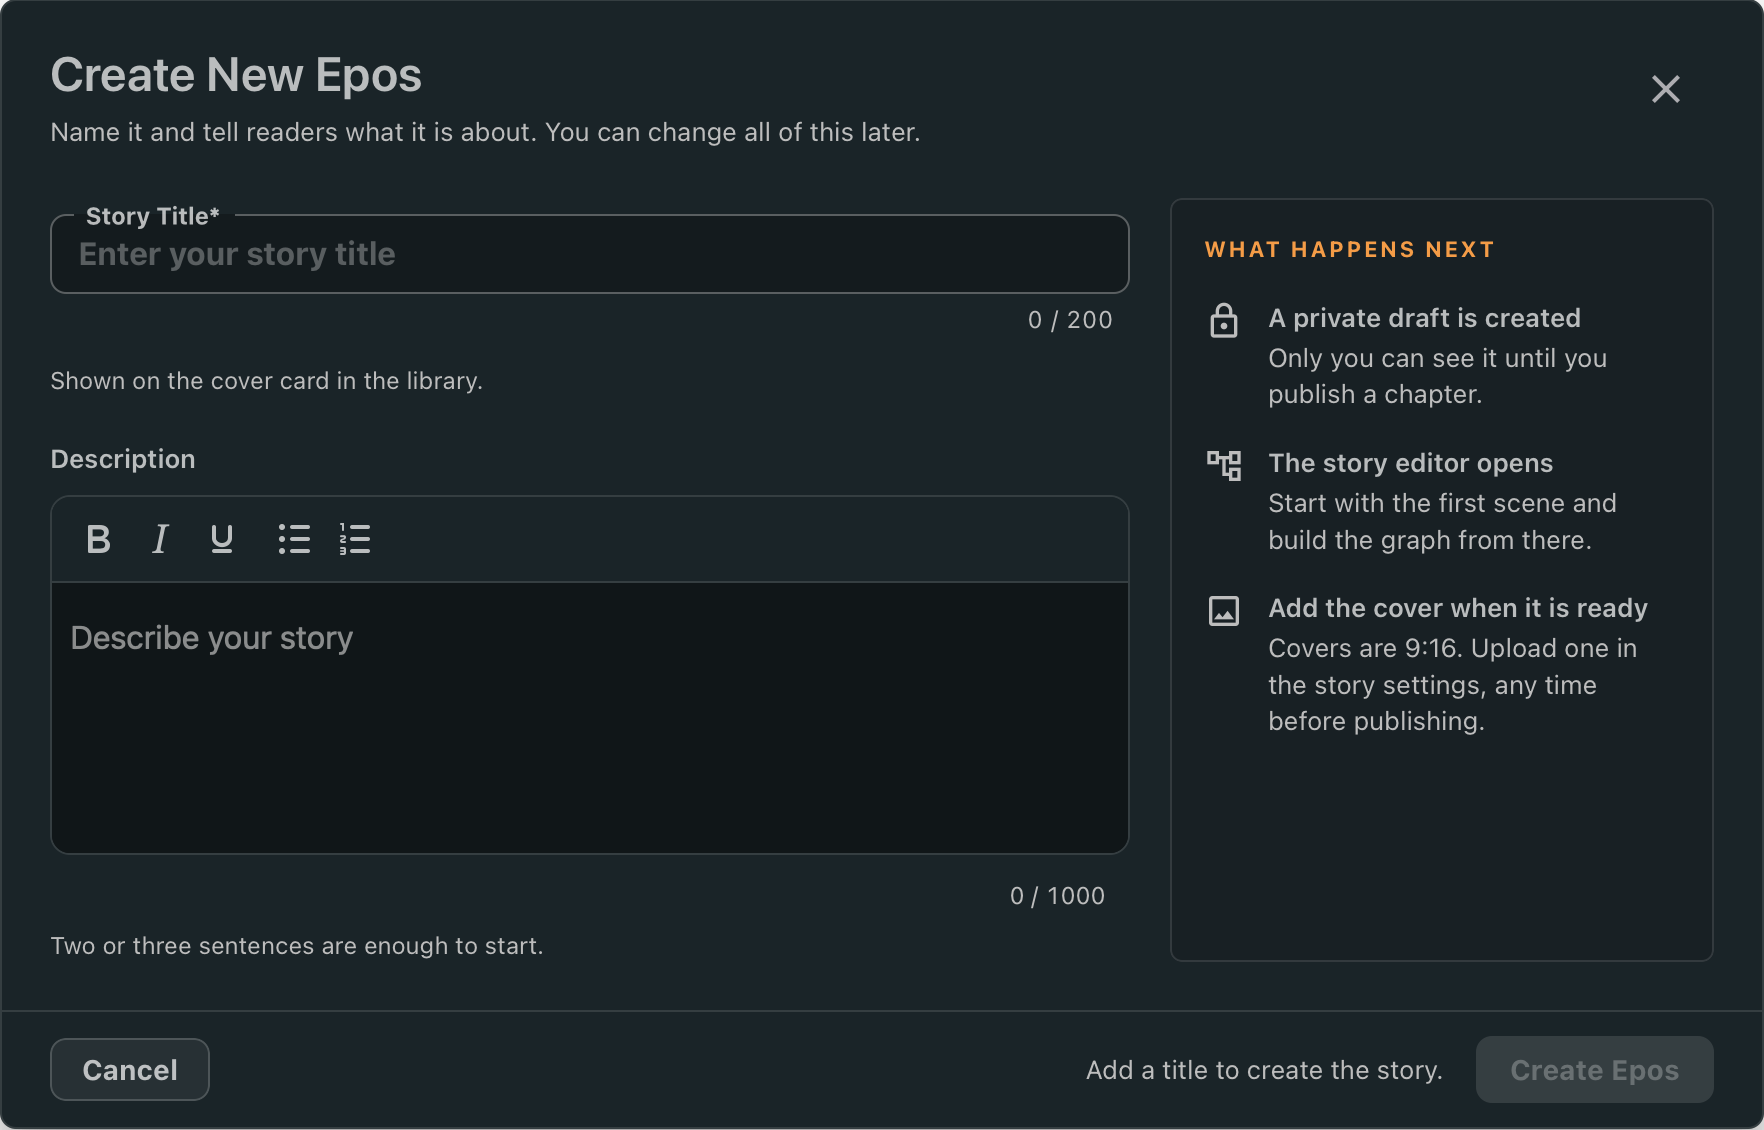 Create New Epos
Name it and tell readers what it is about. You can change all of this later.
Story Title*
Enter your story title
0 / 200
Shown on the cover card in the library.
Description
B I U
Describe your story
0 / 1000
Two or three sentences are enough to start.
WHAT HAPPENS NEXT
A private draft is created
Only you can see it until you
publish a chapter.
The story editor opens
Start with the first scene and
build the graph from there.
Add the cover when it is ready
Covers are 9:16. Upload one in
the story settings, any time
before publishing.
Cancel
Add a title to create the story.
Create Epos